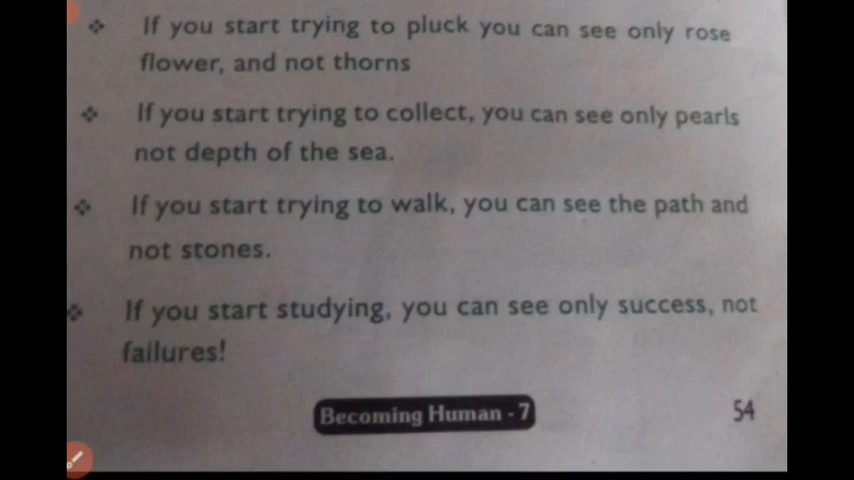 If you start trying to pluck you can see only rose
flower, and not thorns
If you start trying to collect, you can see only pearls
not depth of the sea.
If you start trying to walk, you can see the path and
not stones.
If you start studying, you can see only success, not
failures!
Becoming Human - 7
54